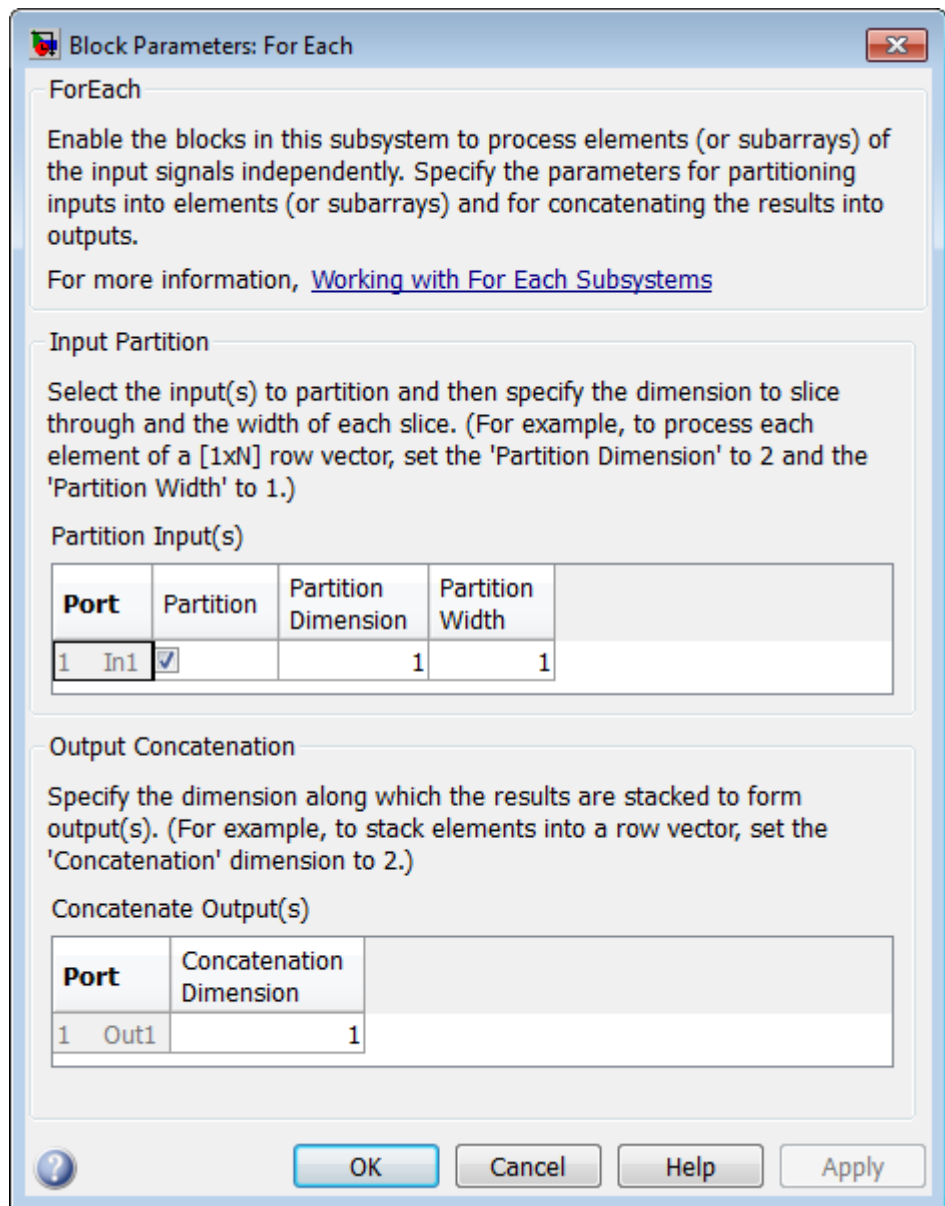 Block Parameters: For Each
ForEach
Enable the blocks in this subsystem to process elements (or subarrays) of
the input signals independently. Specify the parameters for partitioning
inputs into elements (or subarrays) and for concatenating the results into
outputs.
For more information, Working with For Each Subsystems
Input Partition
Select the input(s) to partition and then specify the dimension to slice
through and the width of each slice. (For example, to process each
element of a [1xN] row vector, set the 'Partition Dimension' to 2 and the
'Partition Width' to 1.)
Partition Input(s)
Port Partition Partition Dimension Partition Width
1 In1 1 1
Output Concatenation
Specify the dimension along which the results are stacked to form
output(s). (For example, to stack elements into a row vector, set the
'Concatenation' dimension to 2.)
Concatenate Output(s)
Port Concatenation Dimension
1 Out1 1
? OK Cancel Help Apply